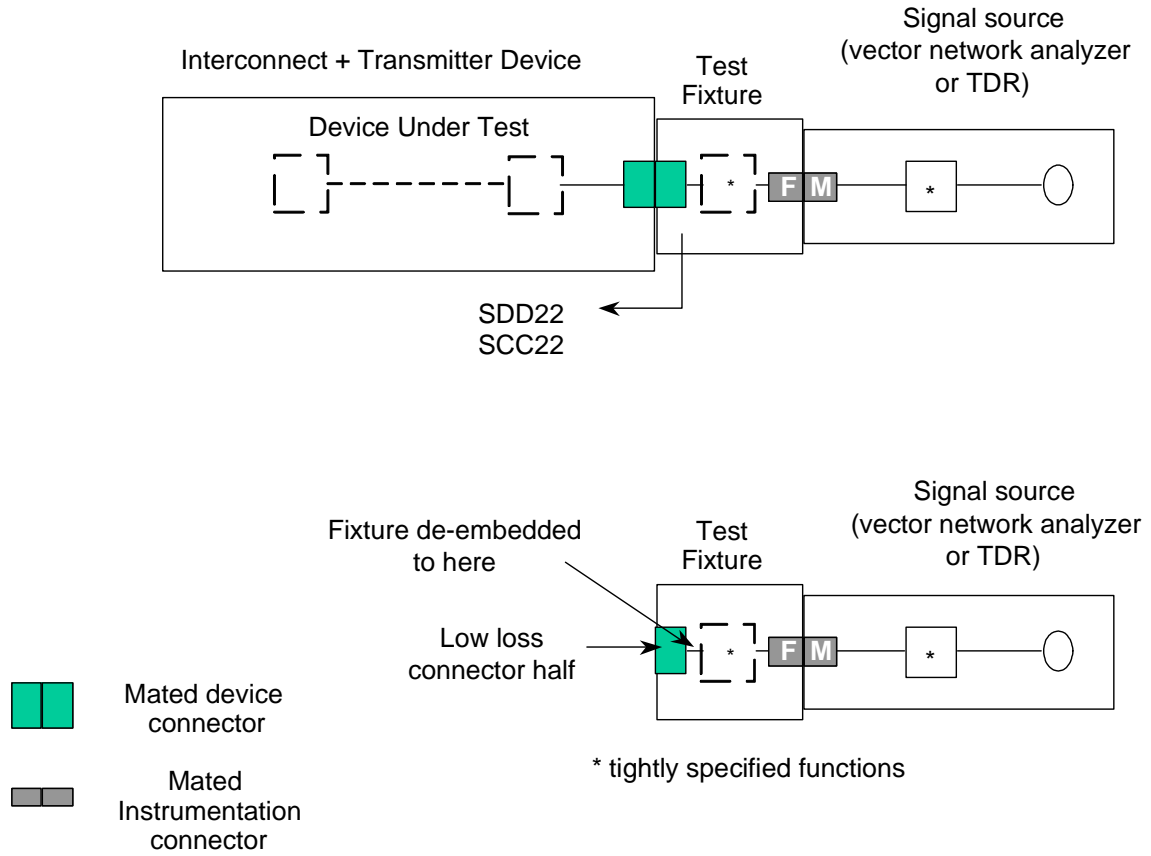 Signal source
(vector network analyzer
or TDR)
Interconnect + Transmitter Device
Test
Fixture
Device Under Test
*
F M
*
SDD22
SCC22
Signal source
(vector network analyzer
or TDR)
Fixture de-embedded
to here
Test
Fixture
Low loss
connector half
*
F M
*
Mated device
connector
* tightly specified functions
Mated
Instrumentation
connector